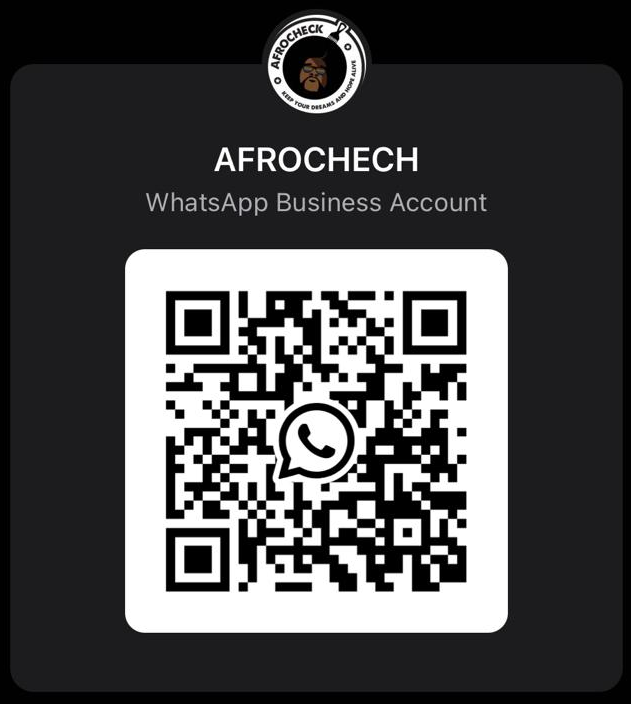 AFROCHECK
KEEP YOUR DREAMS AND HOPE ALIVE
AFROCHECH
WhatsApp Business Account